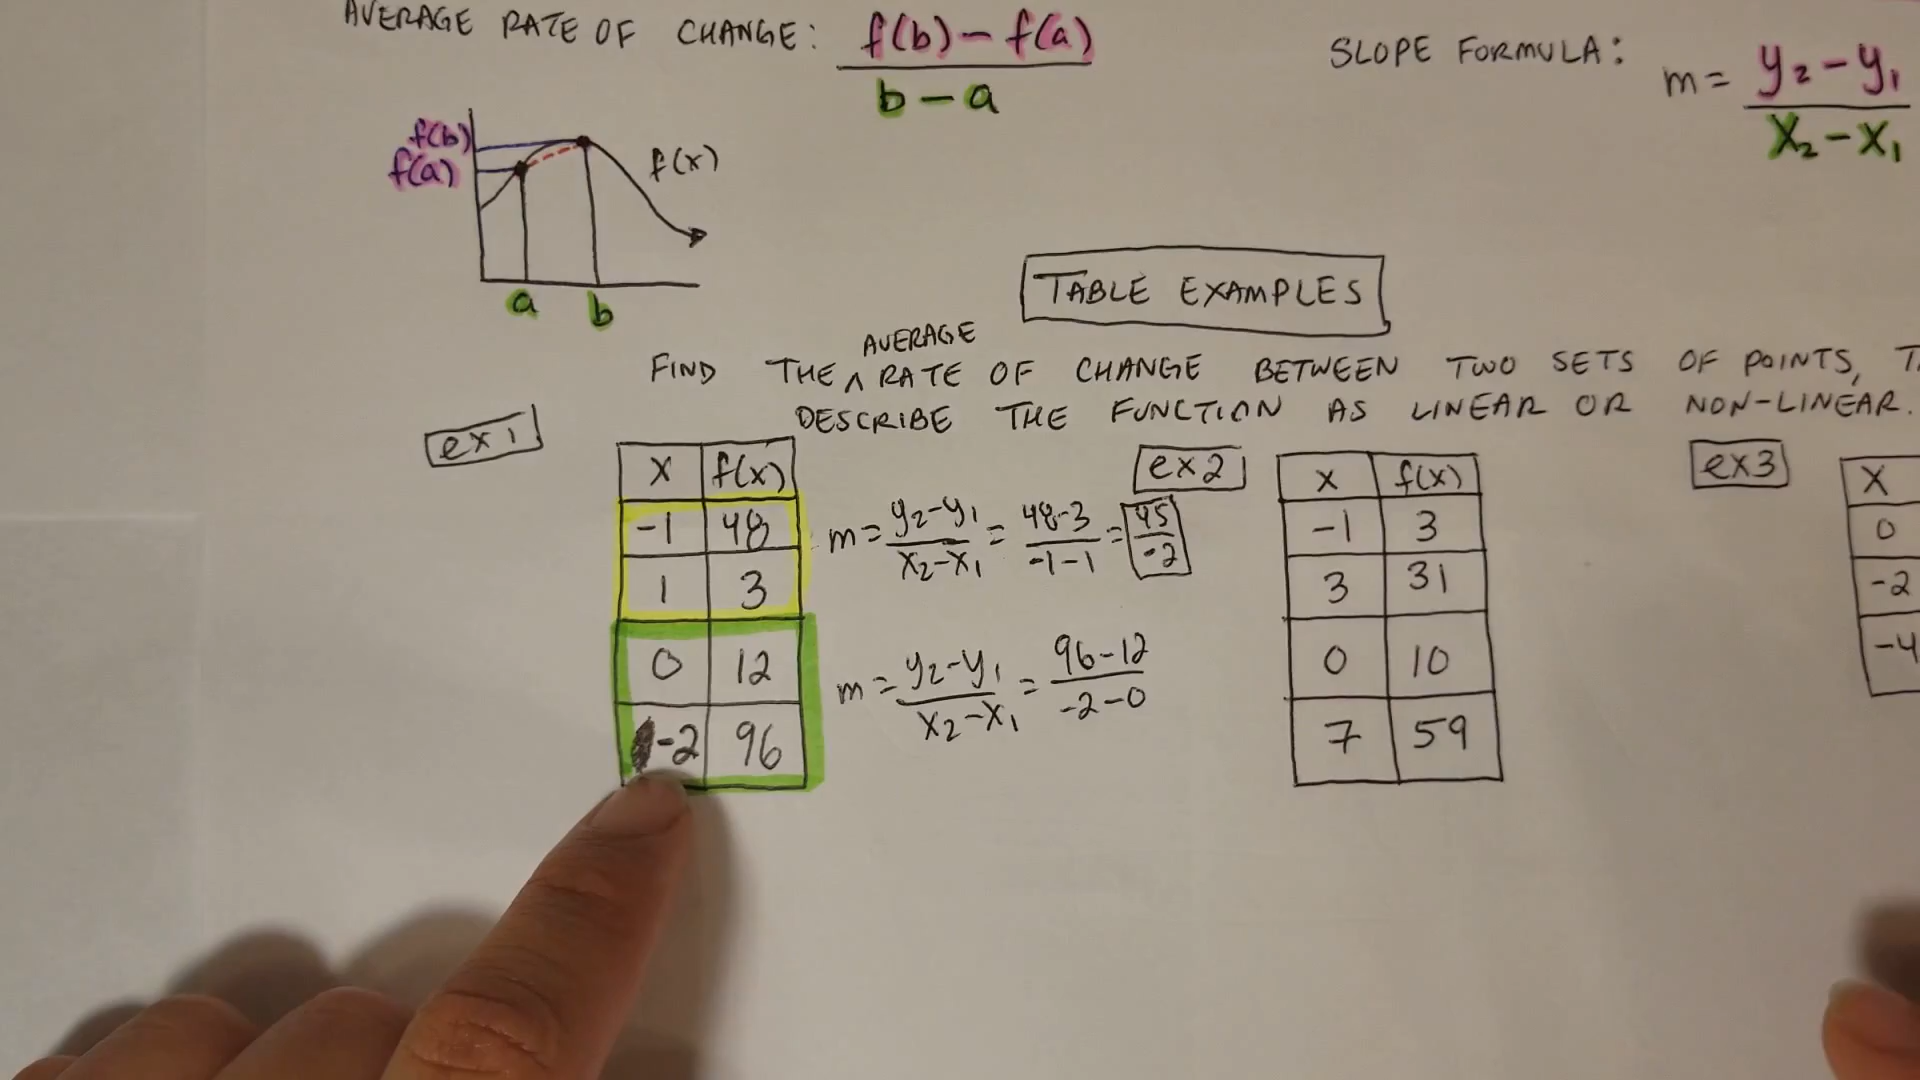 AVERAGE RATE OF CHANGE: f(b)-f(a)
b-a
SLOPE FORMULA: m= y₂-y₁
x₂-x₁
f(b)
f(a)
f(x)
a b
TABLE EXAMPLES
AVERAGE
FIND THE ^ RATE OF CHANGE BETWEEN TWO SETS OF POINTS,
DESCRIBE THE FUNCTION AS LINEAR OR NON-LINEAR.
ex1
x f(x)
-1 48
1 3
0 12
-2 96
m= y₂-y₁ = 48-3 = 45
x₂-x₁ -1-1 -2
m= y₂-y₁ = 96-12
x₂-x₁ -2-0
ex2
x f(x)
-1 3
3 31
0 10
7 59
ex3
x
0
-2
-4